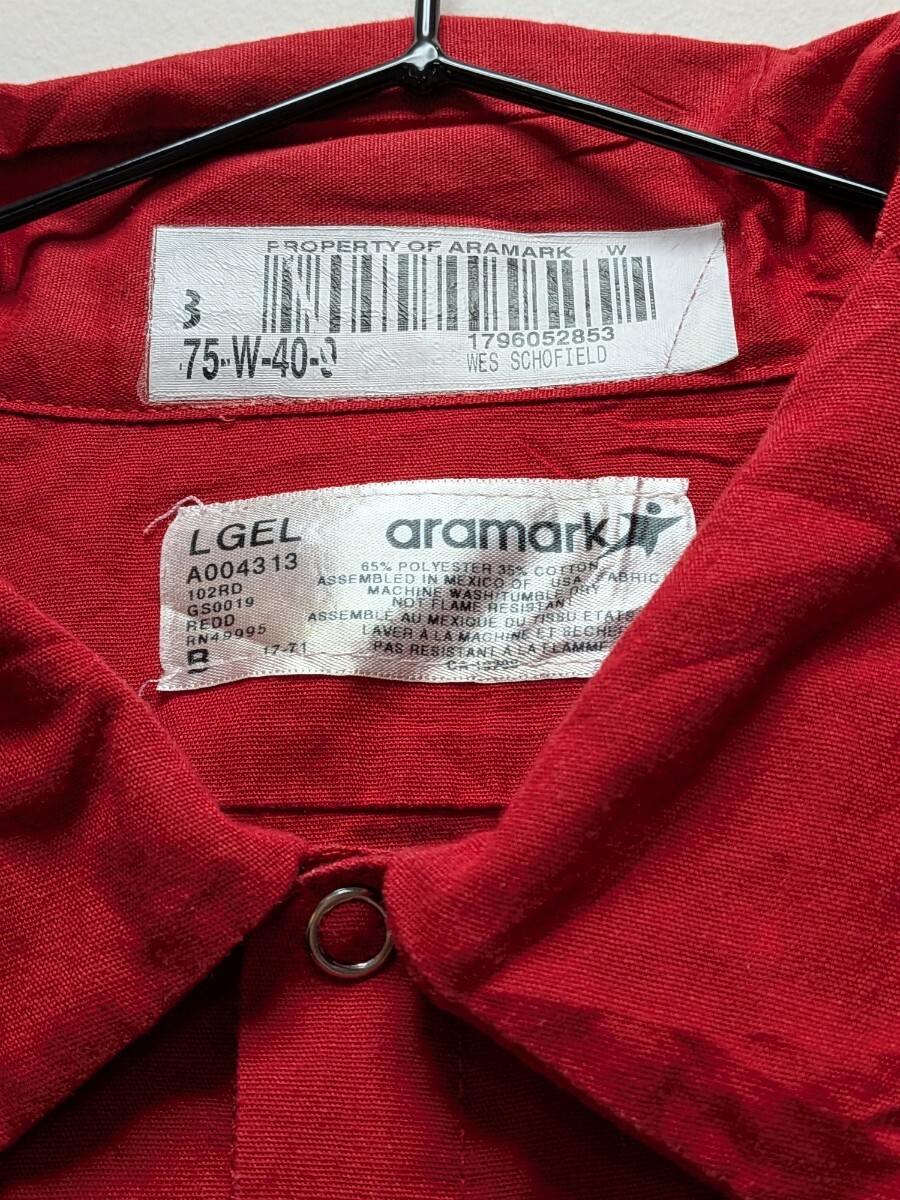 PROPERTY OF ARAMARK W
3
1796052853
75-W-40-9 WES SCHOFIELD
LGEL aramark
A004313 65% POLYESTER 35% COTTON
102RD ASSEMBLED IN MEXICO OF USA FABRIC
GS0019 MACHINE WASH/TUMBLE DRY
REDD NOT FLAME RESISTANT
RN49995 ASSEMBLE AU MEXIQUE DU TISSU ETATS
LAVER A LA MACHINE ET SECHER
B 17-71 PAS RESISTANT A LA FLAMME